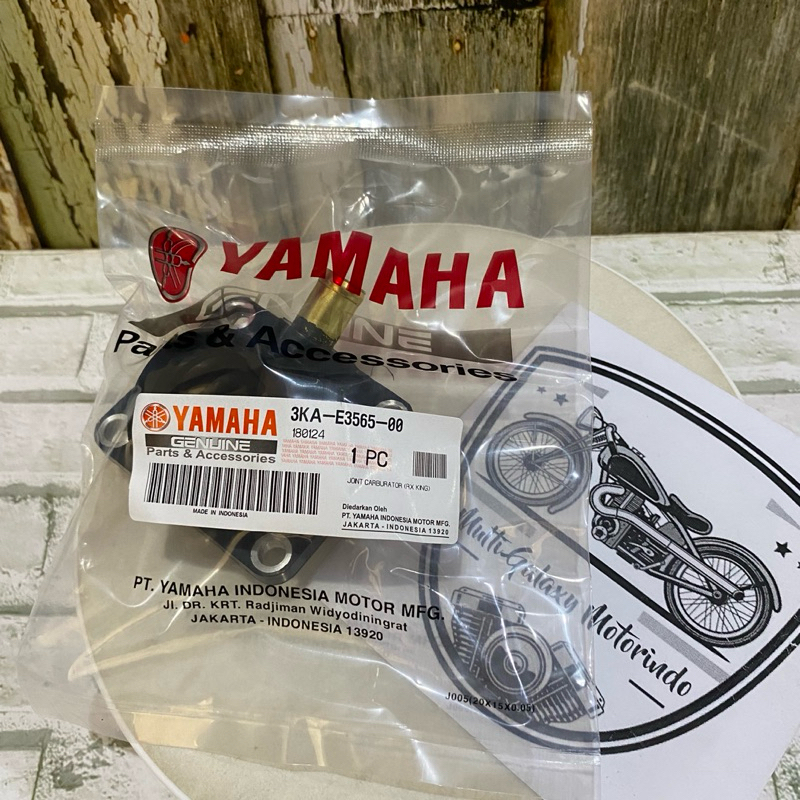 YAMAHA
GENUINE
Parts & Accessories
YAMAHA
GENUINE
Parts & Accessories
3KA-E3565-00
180124
1 PC
JOINT CARBURATOR (RX KING)
MADE IN INDONESIA
Diedarkan Oleh
PT. YAMAHA INDONESIA MOTOR MFG.
JAKARTA - INDONESIA 13920
PT. YAMAHA INDONESIA MOTOR MFG.
Jl. DR. KRT. Radjiman Widyodiningrat
JAKARTA - INDONESIA 13920
J005(20X15X0.05)
Multi Galaxy Motorindo